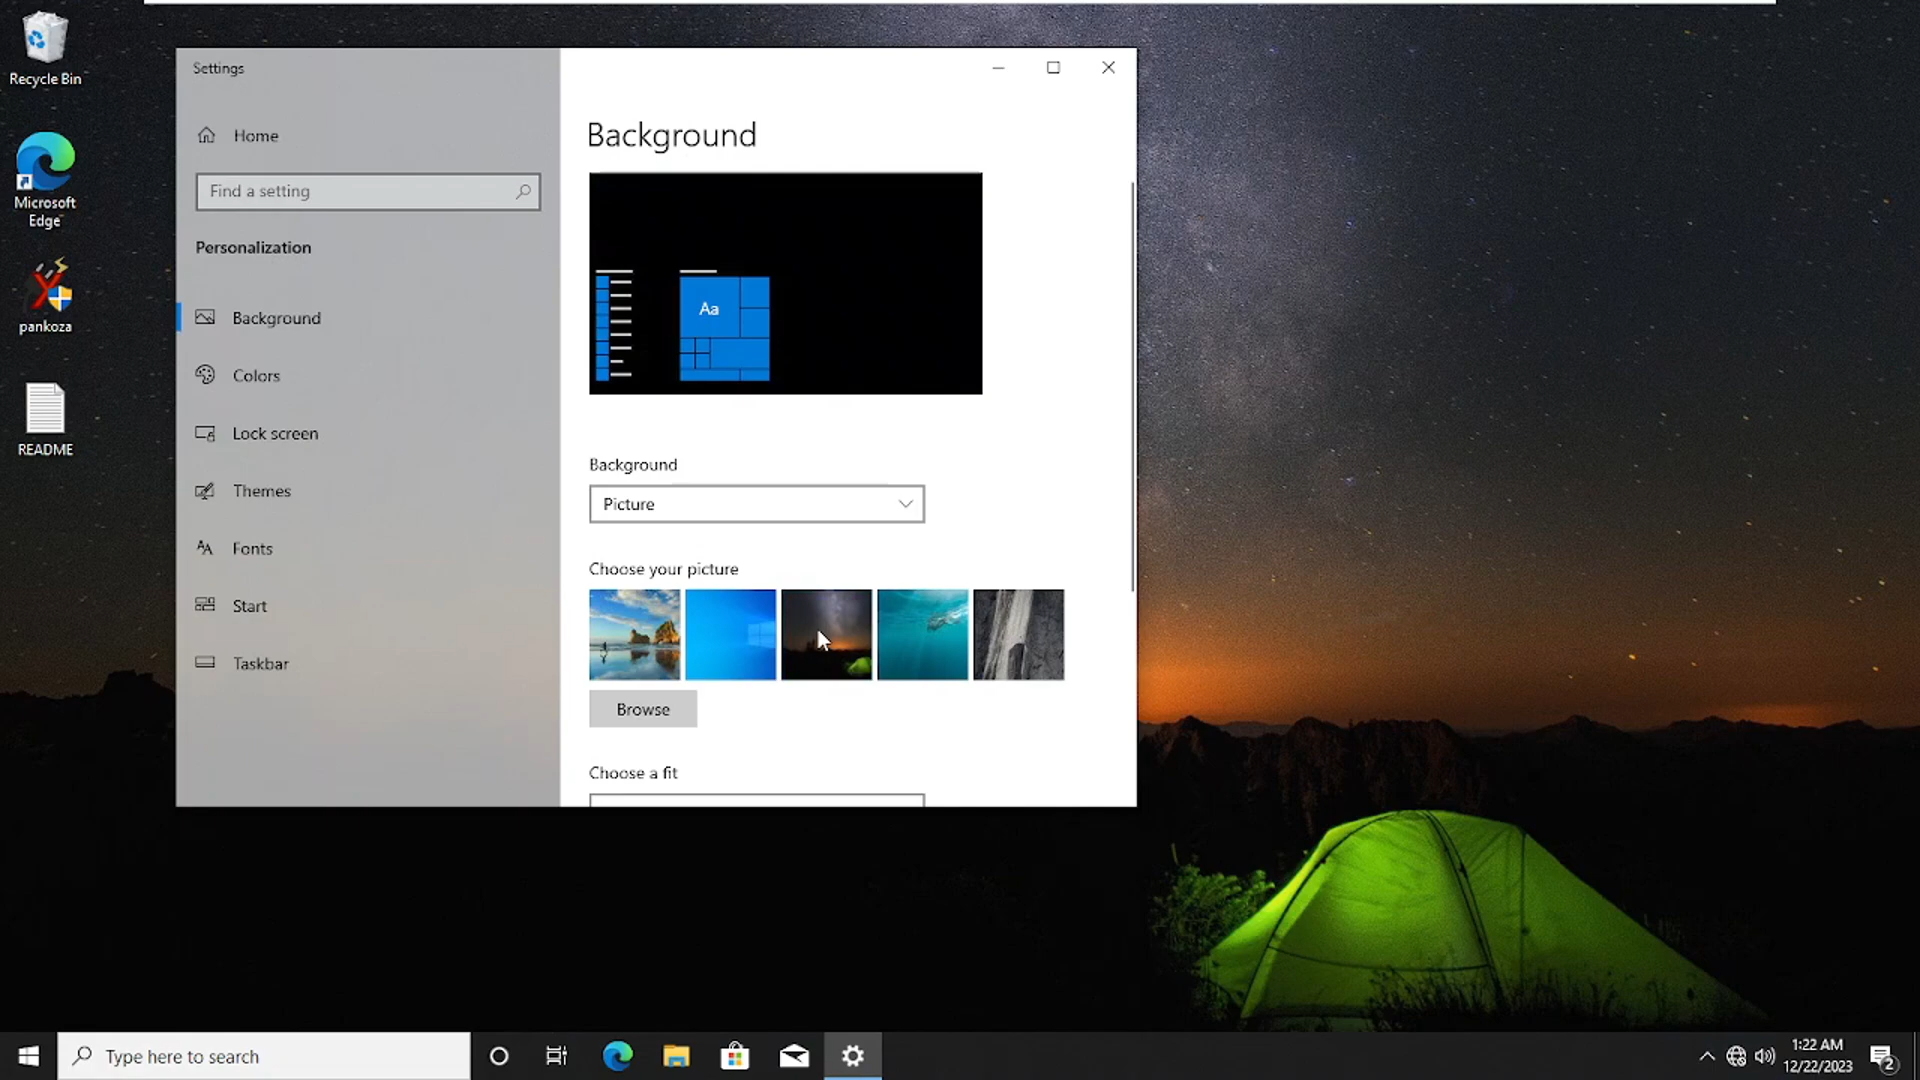 Recycle Bin
Microsoft
Edge
pankoza
README
Settings
Home
Find a setting
Personalization
Background
Colors
Lock screen
Themes
Fonts
Start
Taskbar
Background
Aa
Background
Picture
Choose your picture
Browse
Choose a fit
Type here to search
1:22 AM
12/22/2023
2